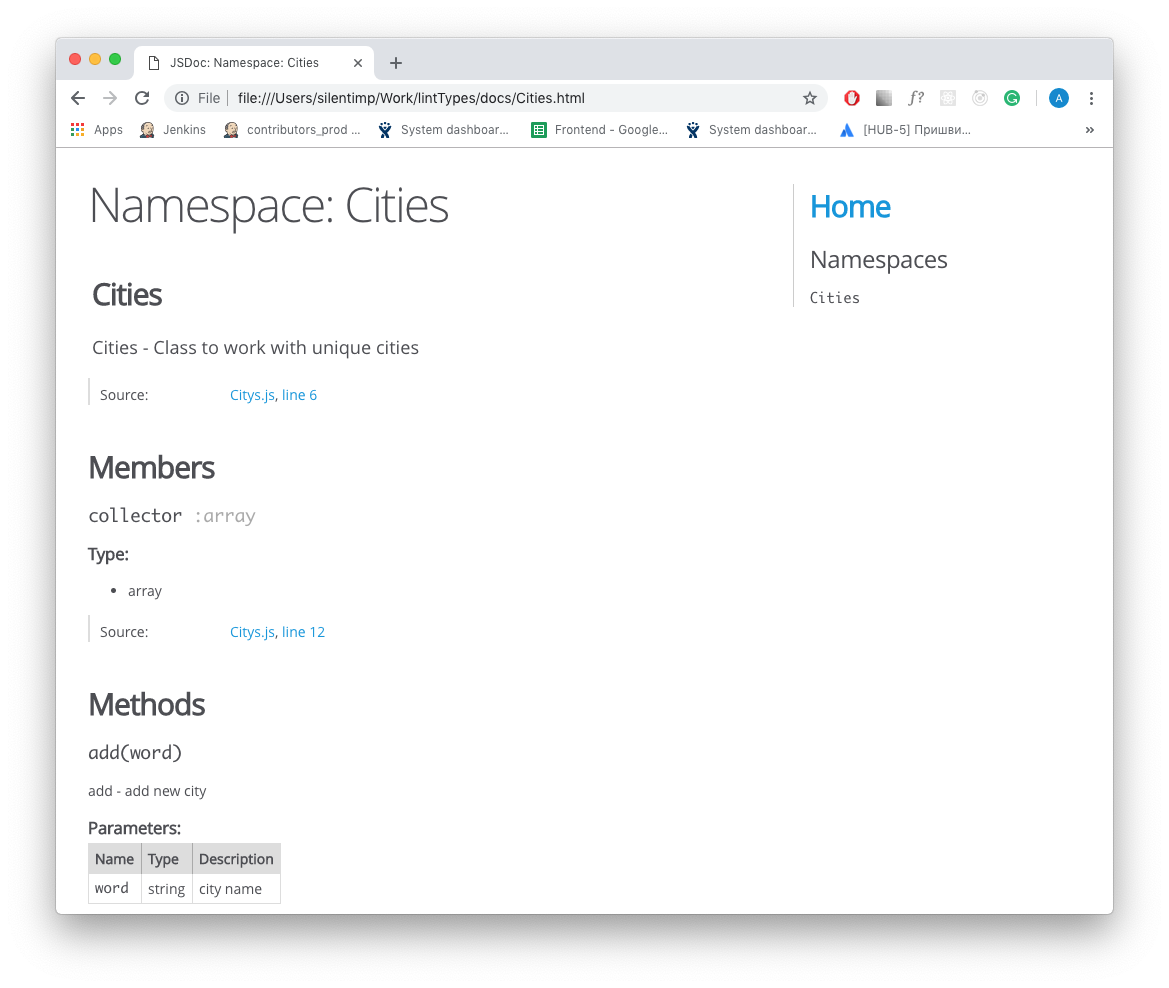 JSDoc: Namespace: Cities
File file:///Users/silentimp/Work/lintTypes/docs/Cities.html f? A
Apps Jenkins contributors_prod ... System dashboar... Frontend - Google... System dashboar... [HUB-5] Пришви... »
Namespace: Cities
Home
Namespaces
Cities
Cities
Cities - Class to work with unique cities
Source: Citys.js, line 6
Members
collector :array
Type:
• array
Source: Citys.js, line 12
Methods
add(word)
add - add new city
Parameters:
Name Type Description
word string city name